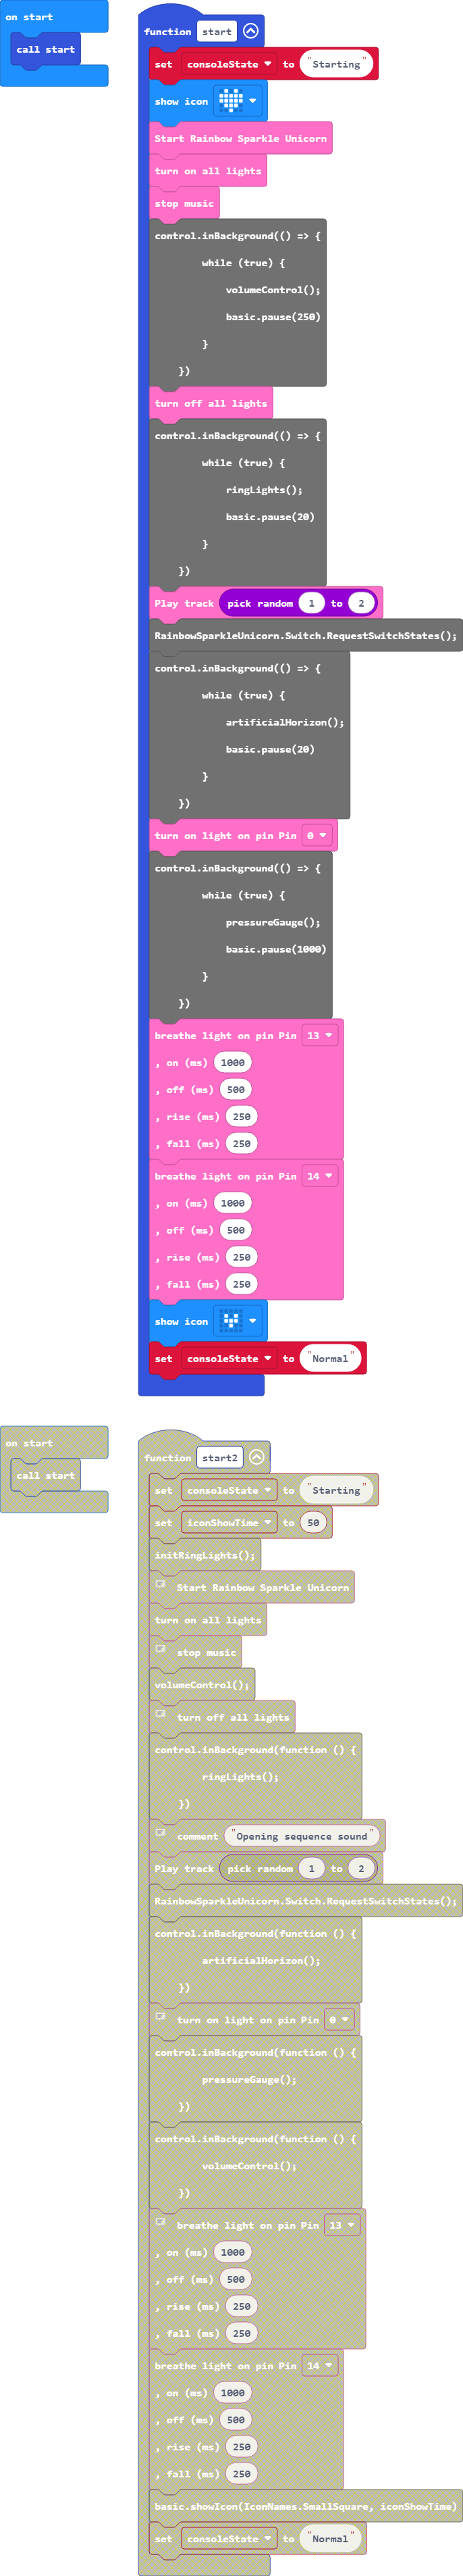 on start
call start
function start
set consoleState to "Starting"
show icon
Start Rainbow Sparkle Unicorn
turn on all lights
stop music
control.inBackground(() => {
while (true) {
volumeControl();
basic.pause(250)
}
})
turn off all lights
control.inBackground(() => {
while (true) {
ringLights();
basic.pause(20)
}
})
Play track pick random 1 to 2
RainbowSparkleUnicorn.Switch.RequestSwitchStates();
control.inBackground(() => {
while (true) {
artificialHorizon();
basic.pause(20)
}
})
turn on light on pin Pin 0
control.inBackground(() => {
while (true) {
pressureGauge();
basic.pause(1000)
}
})
breathe light on pin Pin 13
, on (ms) 1000
, off (ms) 500
, rise (ms) 250
, fall (ms) 250
breathe light on pin Pin 14
, on (ms) 1000
, off (ms) 500
, rise (ms) 250
, fall (ms) 250
show icon
set consoleState to "Normal"
on start
call start
function start2
set consoleState to "Starting"
set iconShowTime to 50
initRingLights();
Start Rainbow Sparkle Unicorn
turn on all lights
stop music
volumeControl();
turn off all lights
control.inBackground(function () {
ringLights();
})
comment "Opening sequence sound"
Play track pick random 1 to 2
RainbowSparkleUnicorn.Switch.RequestSwitchStates();
control.inBackground(function () {
artificialHorizon();
})
turn on light on pin Pin 0
control.inBackground(function () {
pressureGauge();
})
control.inBackground(function () {
volumeControl();
})
breathe light on pin Pin 13
, on (ms) 1000
, off (ms) 500
, rise (ms) 250
, fall (ms) 250
breathe light on pin Pin 14
, on (ms) 1000
, off (ms) 500
, rise (ms) 250
, fall (ms) 250
basic.showIcon(IconNames.SmallSquare, iconShowTime)
set consoleState to "Normal"